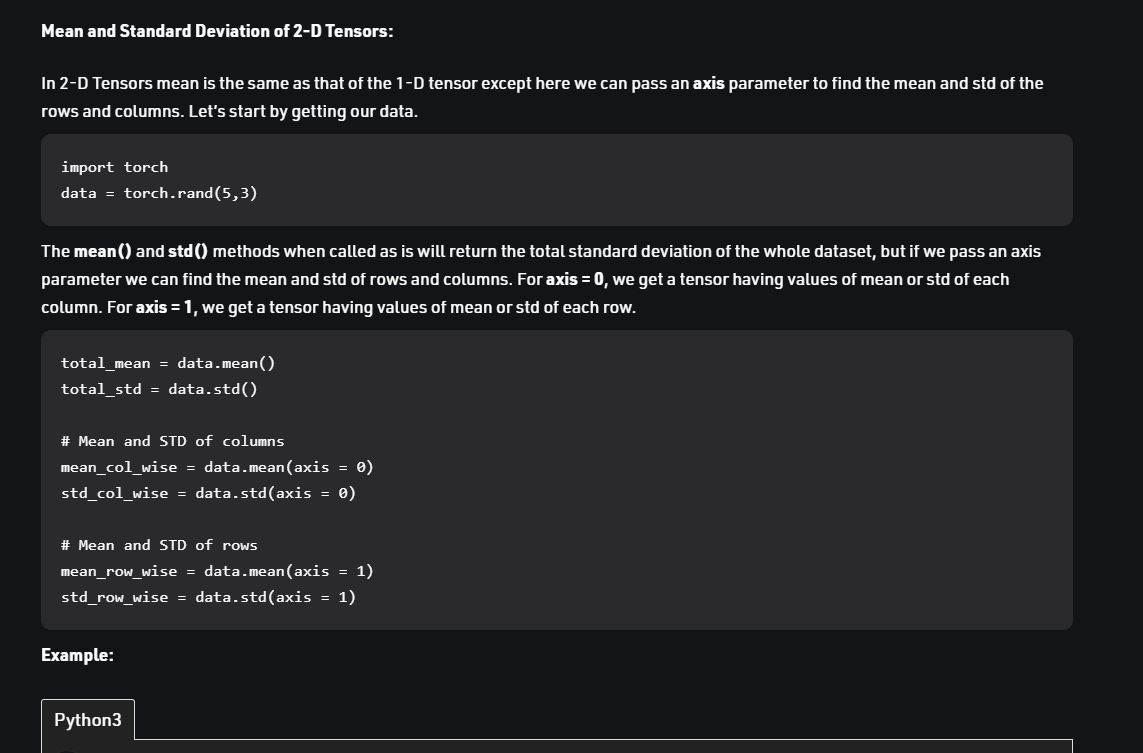 Mean and Standard Deviation of 2-D Tensors:
In 2-D Tensors mean is the same as that of the 1-D tensor except here we can pass an axis parameter to find the mean and std of the
rows and columns. Let's start by getting our data.
import torch
data = torch.rand(5,3)
The mean() and std() methods when called as is will return the total standard deviation of the whole dataset, but if we pass an axis
parameter we can find the mean and std of rows and columns. For axis = 0, we get a tensor having values of mean or std of each
column. For axis = 1, we get a tensor having values of mean or std of each row.
total_mean = data.mean()
total_std = data.std()
# Mean and STD of columns
mean_col_wise = data.mean(axis = 0)
std_col_wise = data.std(axis = 0)
# Mean and STD of rows
mean_row_wise = data.mean(axis = 1)
std_row_wise = data.std(axis = 1)
Example:
Python3